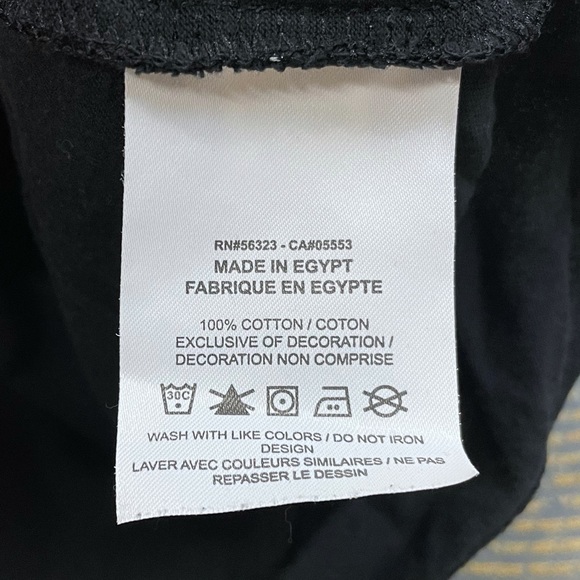 RN#56323 - CA#05553
MADE IN EGYPT
FABRIQUE EN EGYPTE
100% COTTON / COTON
EXCLUSIVE OF DECORATION /
DECORATION NON COMPRISE
30C
WASH WITH LIKE COLORS / DO NOT IRON
DESIGN
LAVER AVEC COULEURS SIMILAIRES / NE PAS
REPASSER LE DESSIN